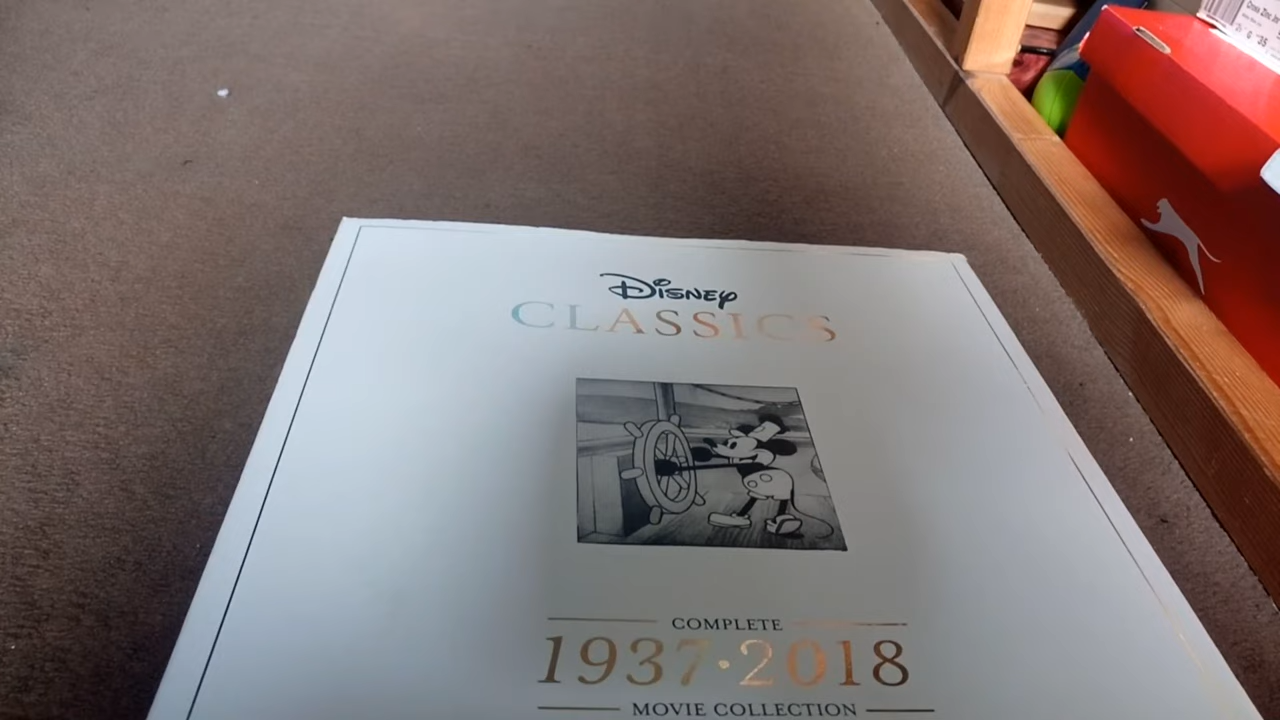 Disney
CLASSICS
COMPLETE
1937·2018
MOVIE COLLECTION